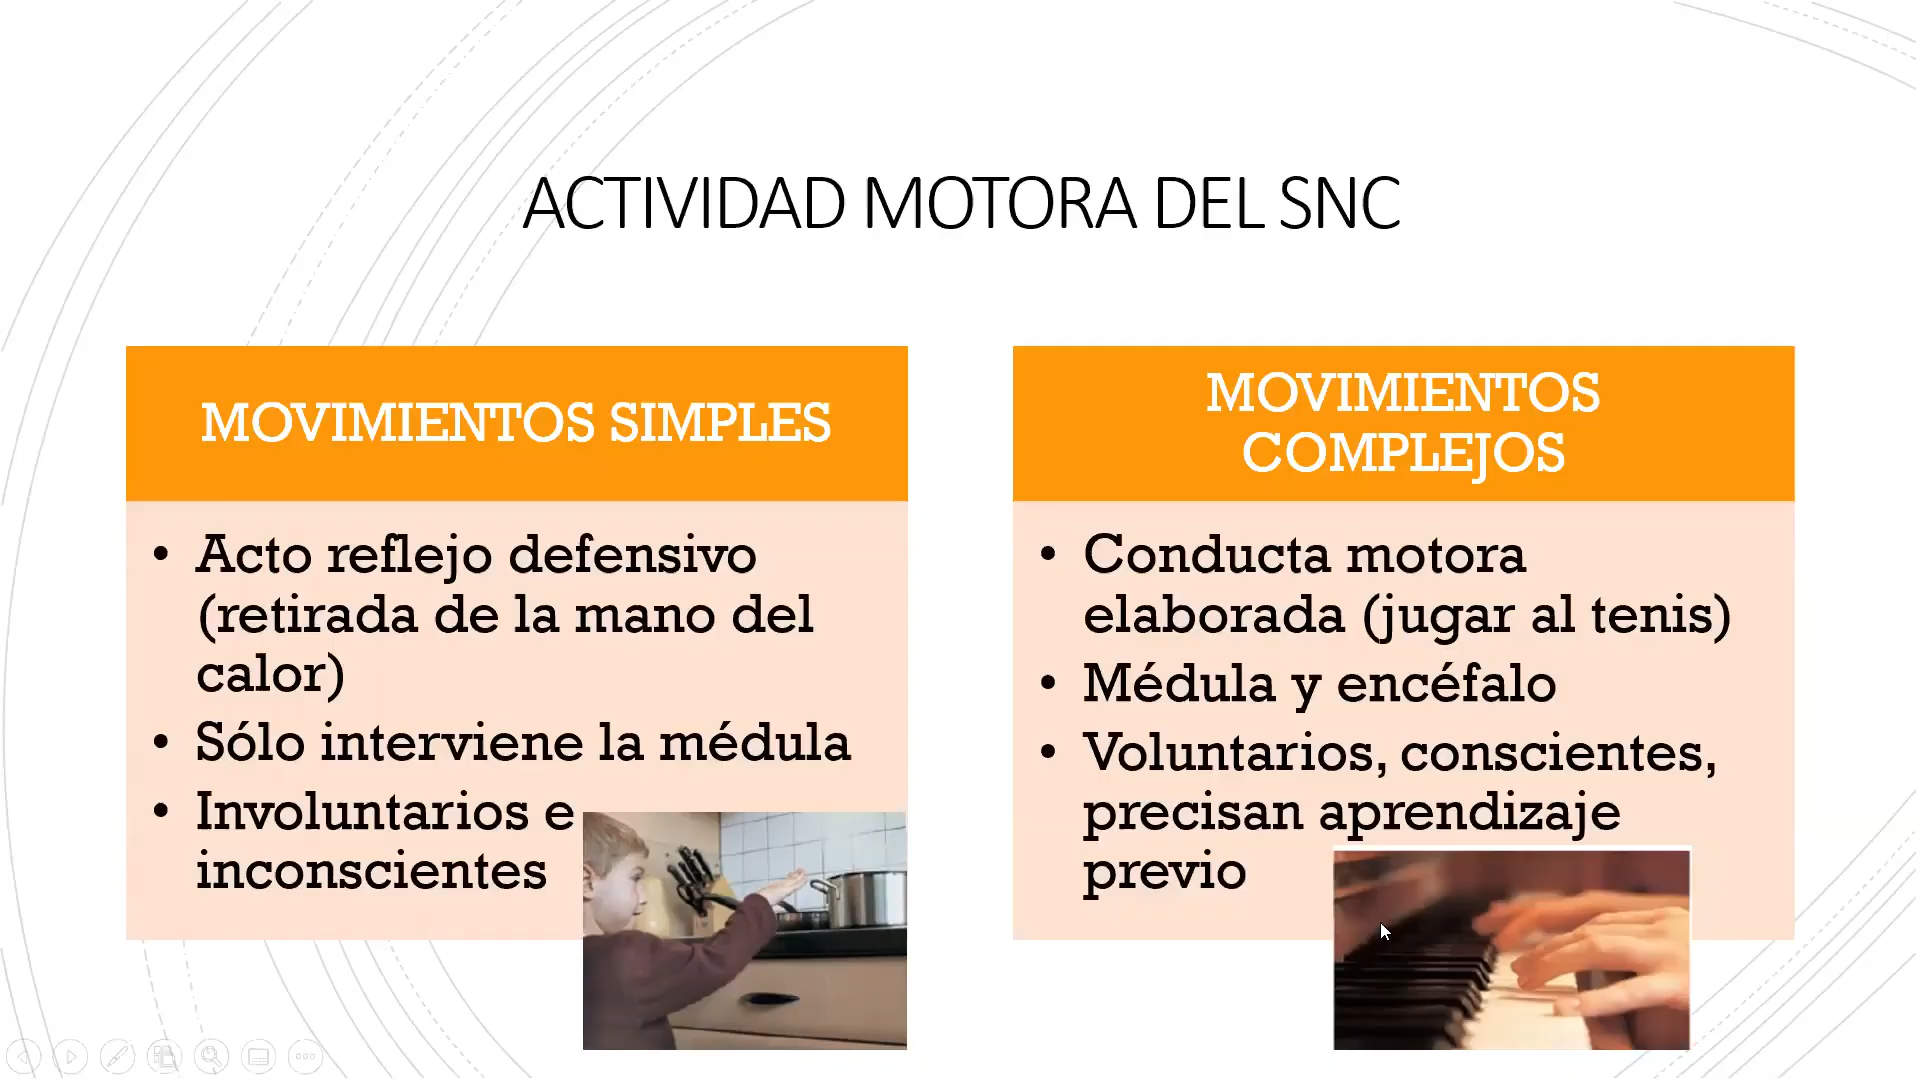 ACTIVIDAD MOTORA DEL SNC
MOVIMIENTOS SIMPLES
• Acto reflejo defensivo
(retirada de la mano del
calor)
• Sólo interviene la médula
• Involuntarios e
inconscientes
MOVIMIENTOS
COMPLEJOS
• Conducta motora
elaborada (jugar al tenis)
• Médula y encéfalo
• Voluntarios, conscientes,
precisan aprendizaje
previo